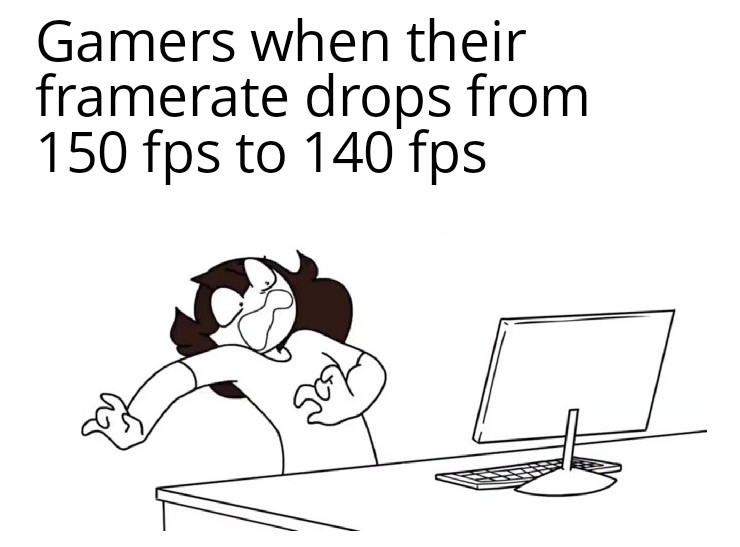 Gamers when their
framerate drops from
150 fps to 140 fps